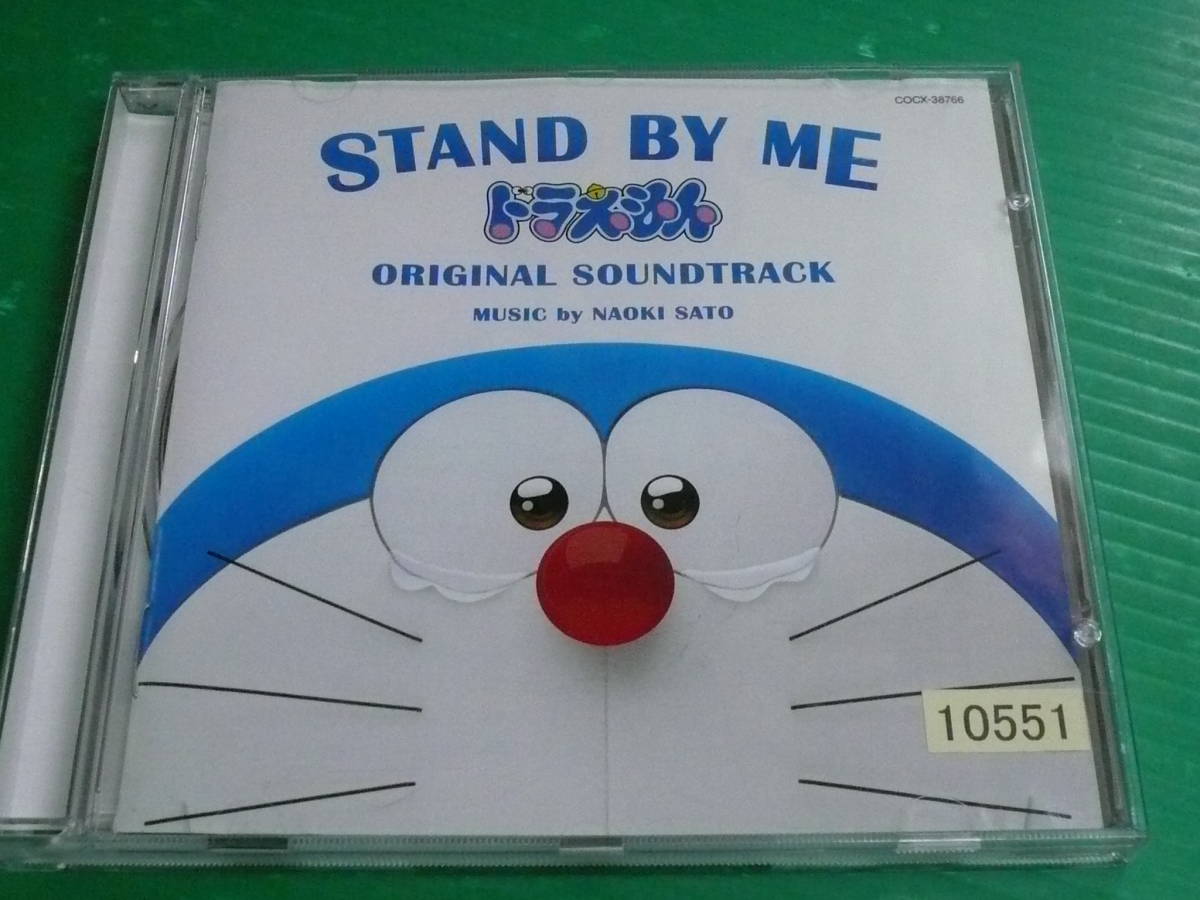 COCX-38766
STAND BY ME
ドラえもん
ORIGINAL SOUNDTRACK
MUSIC by NAOKI SATO
10551